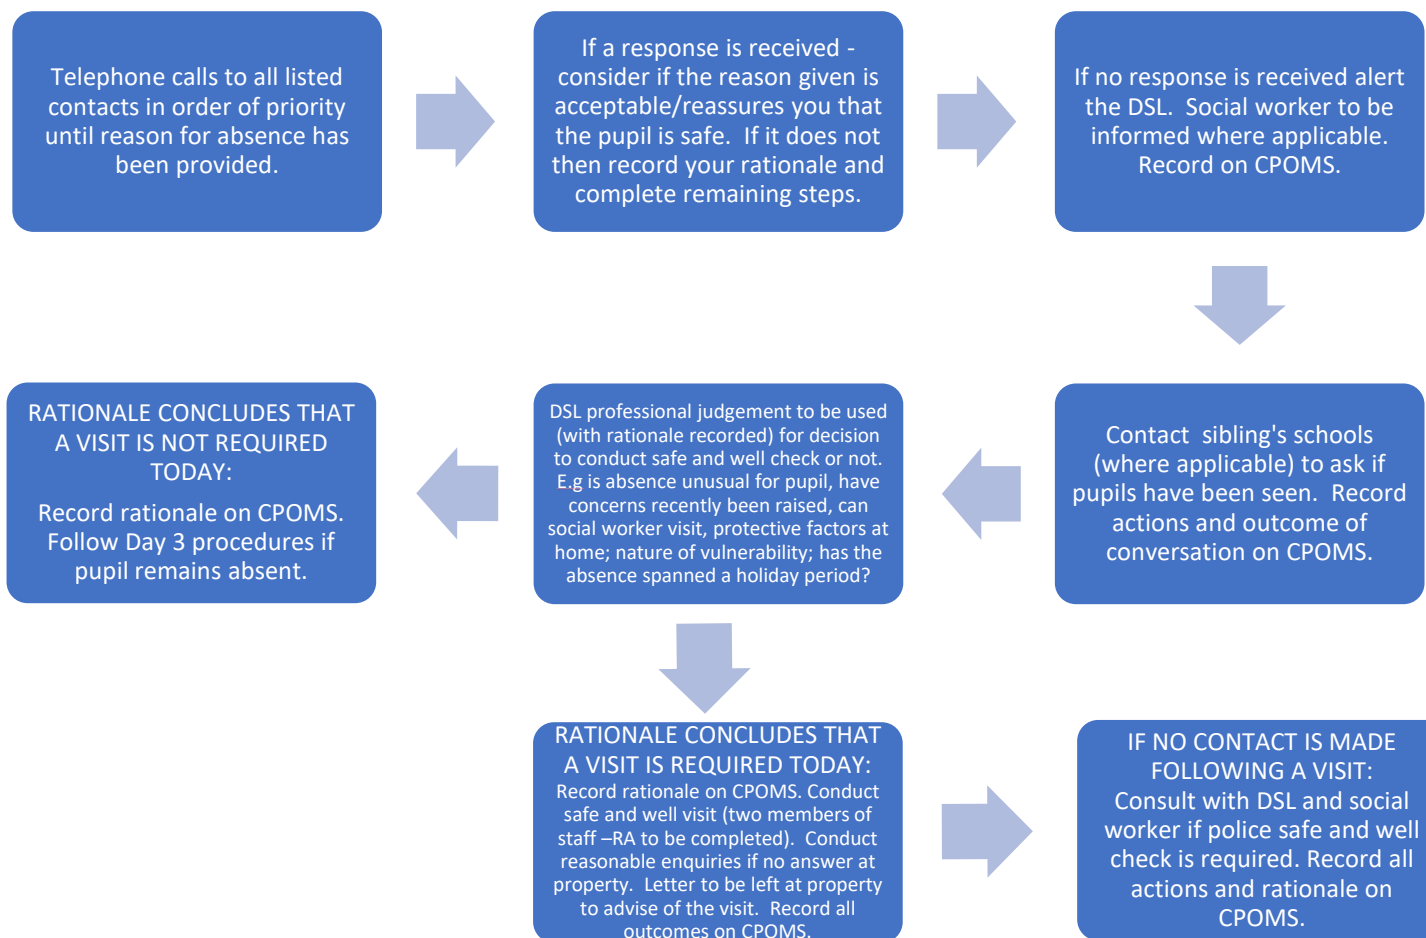 Telephone calls to all listed
contacts in order of priority
until reason for absence has
been provided.
If a response is received -
consider if the reason given is
acceptable/reassures you that
the pupil is safe.  If it does not
then record your rationale and
complete remaining steps.
If no response is received alert
the DSL.  Social worker to be
informed where applicable.
Record on CPOMS.
Contact  sibling's schools
(where applicable) to ask if
pupils have been seen.  Record
actions and outcome of
conversation on CPOMS.
DSL professional judgement to be used
(with rationale recorded) for decision
to conduct safe and well check or not.
E.g is absence unusual for pupil, have
concerns recently been raised, can
social worker visit, protective factors at
home; nature of vulnerability; has the
absence spanned a holiday period?
RATIONALE CONCLUDES THAT
A VISIT IS NOT REQUIRED
TODAY:
Record rationale on CPOMS.
Follow Day 3 procedures if
pupil remains absent.
RATIONALE CONCLUDES THAT
A VISIT IS REQUIRED TODAY:
Record rationale on CPOMS. Conduct
safe and well visit (two members of
staff –RA to be completed).  Conduct
reasonable enquiries if no answer at
property.  Letter to be left at property
to advise of the visit.  Record all
outcomes on CPOMS.
IF NO CONTACT IS MADE
FOLLOWING A VISIT:
Consult with DSL and social
worker if police safe and well
check is required. Record all
actions and rationale on
CPOMS.